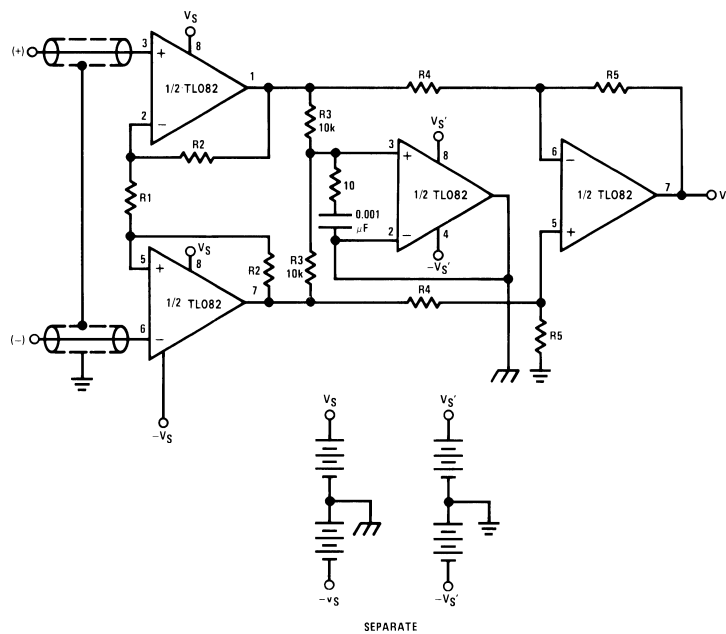 VS
8
(+)
3
+
1/2 TL082
1
2
−
R2
R1
R3
10k
R4
R5
VS'
8
3
+
1/2 TL082
10
0.001
μF
2
−
4
−VS'
6
−
1/2 TL082
7
V
5
+
VS
8
5
+
R2
1/2 TL082
7
R3
10k
R4
R5
(−)
6
−
−VS
VS
VS'
−vS
−VS'
SEPARATE